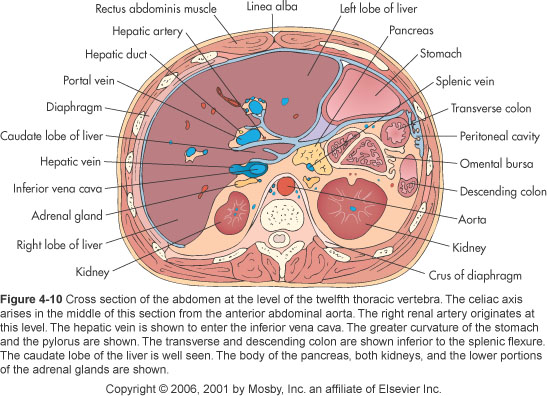 Rectus abdominis muscle
Linea alba
Left lobe of liver
Hepatic artery
Pancreas
Hepatic duct
Stomach
Portal vein
Splenic vein
Diaphragm
Transverse colon
Caudate lobe of liver
Peritoneal cavity
Hepatic vein
Omental bursa
Inferior vena cava
Descending colon
Adrenal gland
Aorta
Right lobe of liver
Kidney
Kidney
Crus of diaphragm
Figure 4-10 Cross section of the abdomen at the level of the twelfth thoracic vertebra. The celiac axis
arises in the middle of this section from the anterior abdominal aorta. The right renal artery originates at
this level. The hepatic vein is shown to enter the inferior vena cava. The greater curvature of the stomach
and the pylorus are shown. The transverse and descending colon are shown inferior to the splenic flexure.
The caudate lobe of the liver is well seen. The body of the pancreas, both kidneys, and the lower portions
of the adrenal glands are shown.
Copyright © 2006, 2001 by Mosby, Inc. an affiliate of Elsevier Inc.